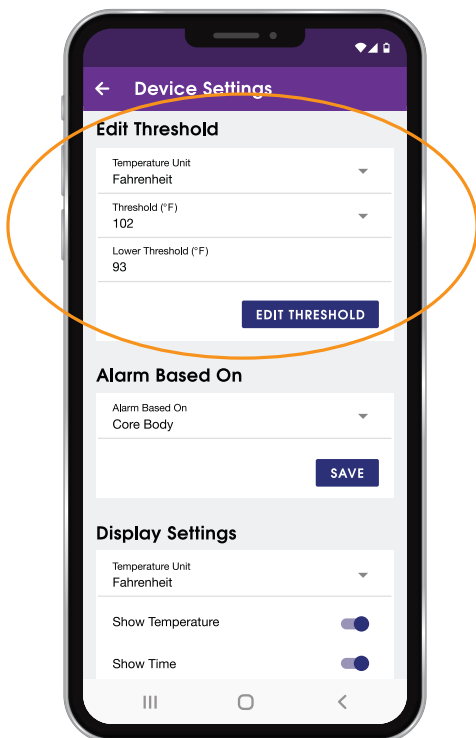 Device Settings
Edit Threshold
Temperature Unit
Fahrenheit
Threshold (°F)
102
Lower Threshold (°F)
93
EDIT THRESHOLD
Alarm Based On
Alarm Based On
Core Body
SAVE
Display Settings
Temperature Unit
Fahrenheit
Show Temperature
Show Time